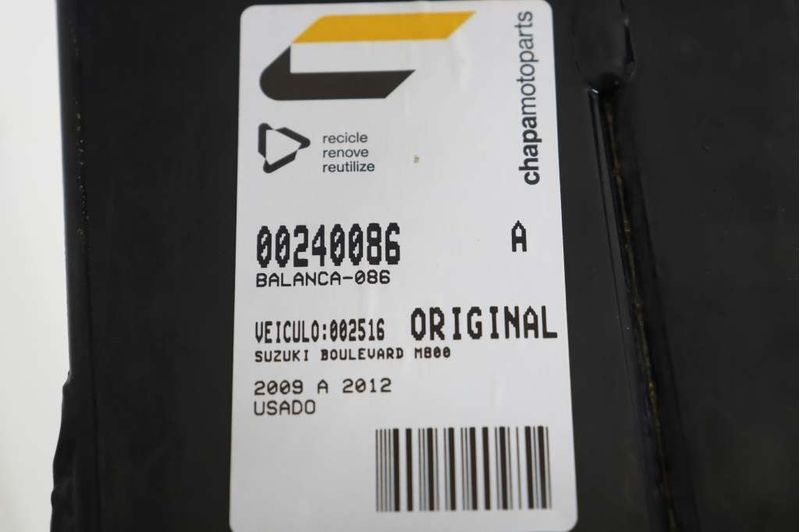 chapamotoparts
recicle
renove
reutilize
00240086 A
BALANCA-086
VEICULO:002516 ORIGINAL
SUZUKI BOULEVARD M800
2009 A 2012
USADO